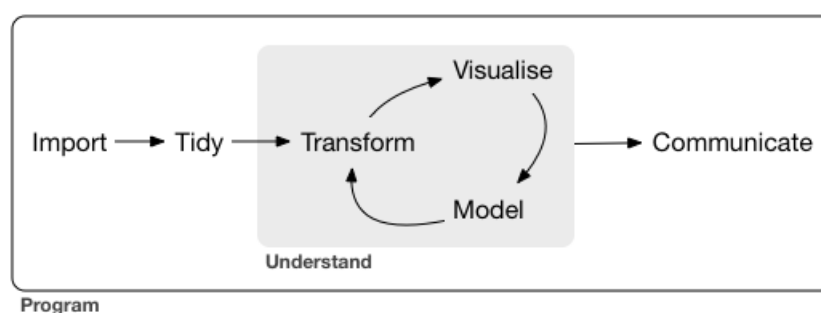 Visualise
Import
Tidy
Transform
Communicate
Model
Understand
Program